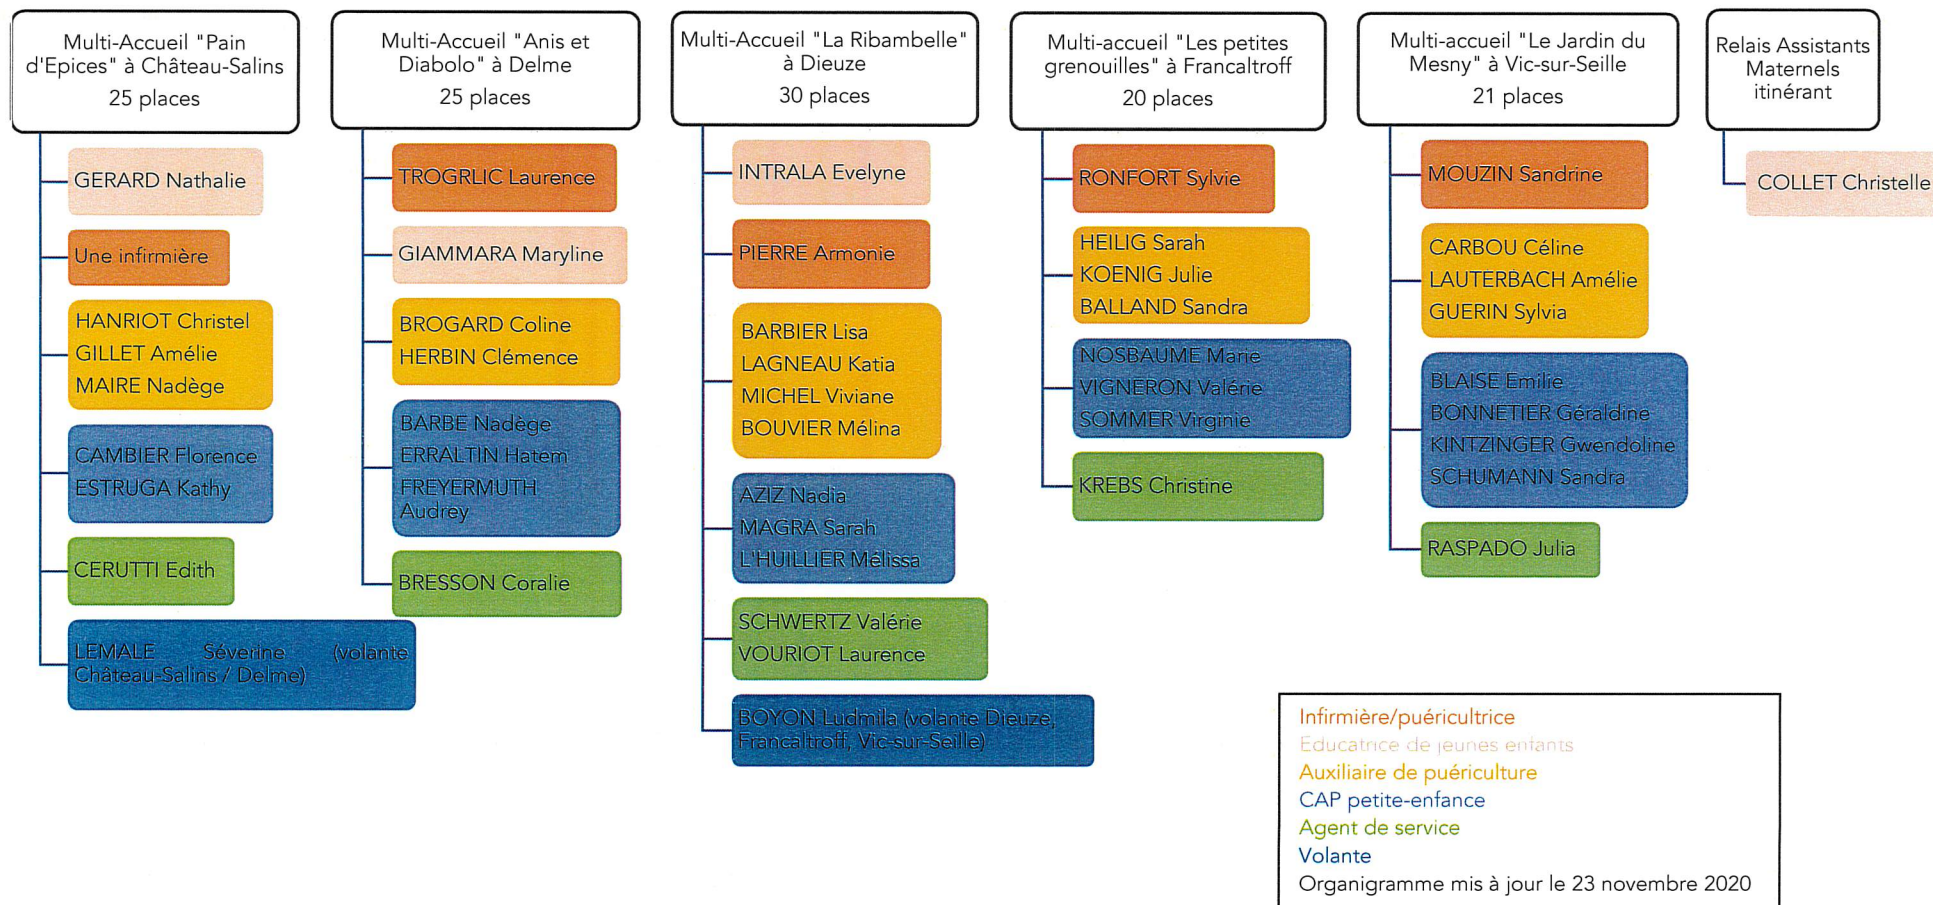 Multi-Accueil "Pain
d'Epices" à Château-Salins
25 places
GERARD Nathalie
Une infirmière
HANRIOT Christel
GILLET Amélie
MAIRE Nadège
CAMBIER Florence
ESTRUGA Kathy
CERUTTI Edith
LEMALE Séverine (volante
Château-Salins / Delme)
Multi-Accueil "Anis et
Diabolo" à Delme
25 places
TROGRLIC Laurence
GIAMMARA Maryline
BROGARD Coline
HERBIN Clémence
BARBE Nadège
ERRALTIN Hatem
FREYERMUTH
Audrey
BRESSON Coralie
Multi-Accueil "La Ribambelle"
à Dieuze
30 places
INTRALA Evelyne
PIERRE Armonie
BARBIER Lisa
LAGNEAU Katia
MICHEL Viviane
BOUVIER Mélina
AZIZ Nadia
MAGRA Sarah
L'HUILLIER Mélissa
SCHWERTZ Valérie
VOURIOT Laurence
BOYON Ludmila (volante Dieuze,
Francaltroff, Vic-sur-Seille)
Multi-accueil "Les petites
grenouilles" à Francaltroff
20 places
RONFORT Sylvie
HEILIG Sarah
KOENIG Julie
BALLAND Sandra
NOSBAUME Marie
VIGNERON Valérie
SOMMER Virginie
KREBS Christine
Multi-accueil "Le Jardin du
Mesny" à Vic-sur-Seille
21 places
MOUZIN Sandrine
CARBOU Céline
LAUTERBACH Amélie
GUERIN Sylvia
BLAISE Emilie
BONNETIER Géraldine
KINTZINGER Gwendoline
SCHUMANN Sandra
RASPADO Julia
Relais Assistants
Maternels
itinérant
COLLET Christelle
Infirmière/puéricultrice
Educatrice de jeunes enfants
Auxiliaire de puériculture
CAP petite-enfance
Agent de service
Volante
Organigramme mis à jour le 23 novembre 2020